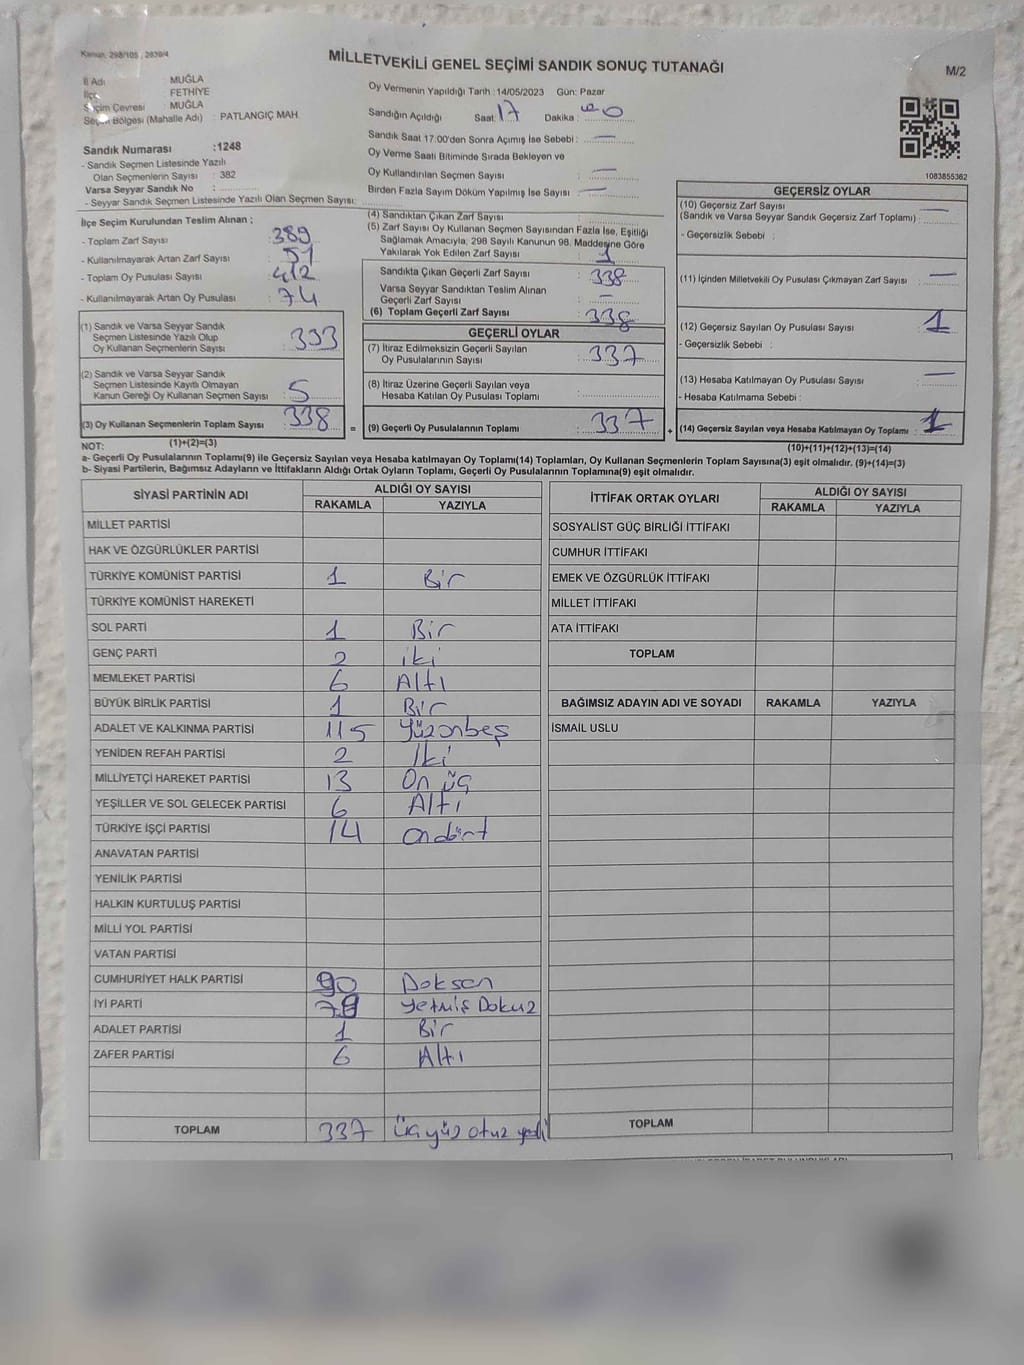 Kanun: 298/105 , 2839/4
MİLLETVEKİLİ GENEL SEÇİMİ SANDIK SONUÇ TUTANAĞI
M/2
İl Adı : MUĞLA
İlçe : FETHİYE
Seçim Çevresi : MUĞLA
Seçim Bölgesi (Mahalle Adı) : PATLANGIÇ MAH
Sandık Numarası :1248
- Sandık Seçmen Listesinde Yazılı
Olan Seçmenlerin Sayısı : 382
Varsa Seyyar Sandık No :
- Seyyar Sandık Seçmen Listesinde Yazılı Olan Seçmen Sayısı:
Oy Vermenin Yapıldığı Tarih : 14/05/2023 Gün: Pazar
Sandığın Açıldığı Saat: 17 Dakika :
Sandık Saat 17.00'den Sonra Açılmış İse Sebebi : —
Oy Verme Saati Bitiminde Sırada Bekleyen ve
Oy Kullandırılan Seçmen Sayısı : —
Birden Fazla Sayım Döküm Yapılmış İse Sayısı : —
1083855362
İlçe Seçim Kurulundan Teslim Alınan ;
- Toplam Zarf Sayısı : 389
- Kullanılmayarak Artan Zarf Sayısı : 51
- Toplam Oy Pusulası Sayısı : 412
- Kullanılmayarak Artan Oy Pusulası : 74
(1) Sandık ve Varsa Seyyar Sandık
Seçmen Listesinde Yazılı Olup
Oy Kullanan Seçmenlerin Sayısı : 333
(2) Sandık ve Varsa Seyyar Sandık
Seçmen Listesinde Kayıtlı Olmayan
Kanun Gereği Oy Kullanan Seçmen Sayısı : 5
(3) Oy Kullanan Seçmenlerin Toplam Sayısı : 338
(1)+(2)=(3)
(4) Sandıktan Çıkan Zarf Sayısı :
(5) Zarf Sayısı Oy Kullanan Seçmen Sayısından Fazla İse, Eşitliği
Sağlamak Amacıyla, 298 Sayılı Kanunun 98. Maddesine Göre
Yakılarak Yok Edilen Zarf Sayısı : 1
Sandıkta Çıkan Geçerli Zarf Sayısı : 338
Varsa Seyyar Sandıktan Teslim Alınan
Geçerli Zarf Sayısı : —
(6) Toplam Geçerli Zarf Sayısı : 338
GEÇERLİ OYLAR
(7) İtiraz Edilmeksizin Geçerli Sayılan
Oy Pusulalarının Sayısı : 337
(8) İtiraz Üzerine Geçerli Sayılan veya
Hesaba Katılan Oy Pusulası Toplamı :
= (9) Geçerli Oy Pusulalarının Toplamı : 337 +
GEÇERSİZ OYLAR
(10) Geçersiz Zarf Sayısı : —
(Sandık ve Varsa Seyyar Sandık Geçersiz Zarf Toplamı)
- Geçersizlik Sebebi :
(11) İçinden Milletvekili Oy Pusulası Çıkmayan Zarf Sayısı : —
(12) Geçersiz Sayılan Oy Pusulası Sayısı : 1
- Geçersizlik Sebebi :
(13) Hesaba Katılmayan Oy Pusulası Sayısı : —
- Hesaba Katılmama Sebebi :
(14) Geçersiz Sayılan veya Hesaba Katılmayan Oy Toplamı : 1
(10)+(11)+(12)+(13)=(14)
NOT:
a- Geçerli Oy Pusulalarının Toplamı(9) ile Geçersiz Sayılan veya Hesaba katılmayan Oy Toplamı(14) Toplamları, Oy Kullanan Seçmenlerin Toplam Sayısına(3) eşit olmalıdır. (9)+(14)=(3)
b- Siyasi Partilerin, Bağımsız Adayların ve İttifakların Aldığı Ortak Oyların Toplamı, Geçerli Oy Pusulalarının Toplamına(9) eşit olmalıdır.
SİYASİ PARTİNİN ADI ALDIĞI OY SAYISI
RAKAMLA YAZIYLA
MİLLET PARTİSİ
HAK VE ÖZGÜRLÜKLER PARTİSİ
TÜRKİYE KOMÜNİST PARTİSİ 1 Bir
TÜRKİYE KOMÜNİST HAREKETİ
SOL PARTİ 1 Bir
GENÇ PARTİ 2 iki
MEMLEKET PARTİSİ 6 Altı
BÜYÜK BİRLİK PARTİSİ 1 Bir
ADALET VE KALKINMA PARTİSİ 115 Yüzonbeş
YENİDEN REFAH PARTİSİ 2 İki
MİLLİYETÇİ HAREKET PARTİSİ 13 On üç
YEŞİLLER VE SOL GELECEK PARTİSİ 6 Altı
TÜRKİYE İŞÇİ PARTİSİ 14 Ondört
ANAVATAN PARTİSİ
YENİLİK PARTİSİ
HALKIN KURTULUŞ PARTİSİ
MİLLİ YOL PARTİSİ
VATAN PARTİSİ
CUMHURİYET HALK PARTİSİ 90 Doksan
İYİ PARTİ 79 Yetmiş Dokuz
ADALET PARTİSİ 1 Bir
ZAFER PARTİSİ 6 Altı
TOPLAM 337 üçyüz otuz yedi
İTTİFAK ORTAK OYLARI ALDIĞI OY SAYISI
RAKAMLA YAZIYLA
SOSYALİST GÜÇ BİRLİĞİ İTTİFAKI
CUMHUR İTTİFAKI
EMEK VE ÖZGÜRLÜK İTTİFAKI
MİLLET İTTİFAKI
ATA İTTİFAKI
TOPLAM
BAĞIMSIZ ADAYIN ADI VE SOYADI RAKAMLA YAZIYLA
İSMAİL USLU
TOPLAM